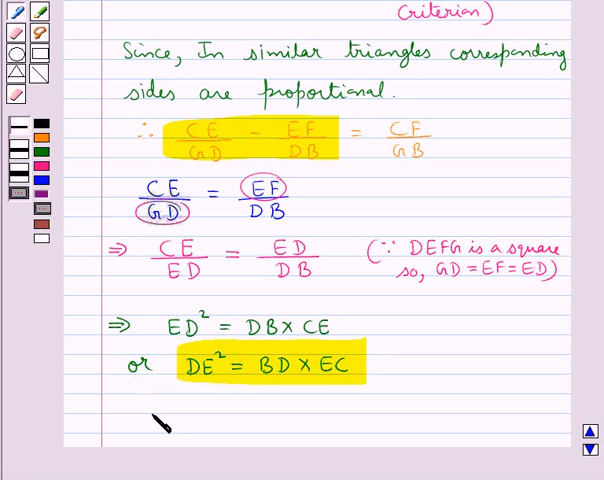 Criterian)
Since, In similar triangles corresponding
sides are proportional.
∴ CE/GD = EF/DB = CF/GB
CE/GD = EF/DB
⇒ CE/ED = ED/DB (∵ DEFG is a square
so, GD = EF = ED)
⇒ ED² = DB × CE
or DE² = BD × EC